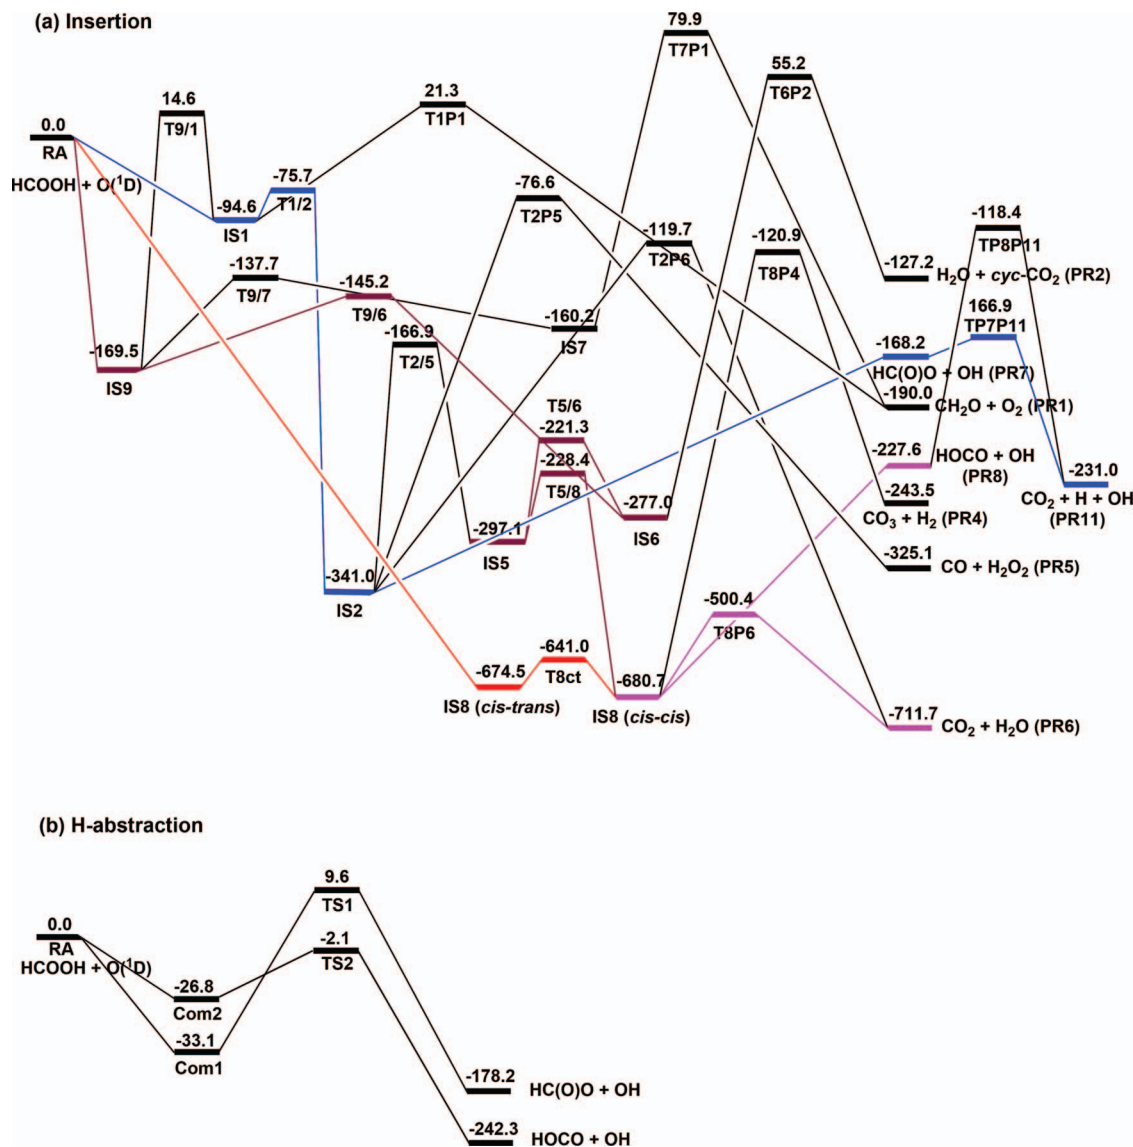 (a) Insertion
79.9
T7P1
55.2
T6P2
14.6
T9/1
21.3
T1P1
0.0
RA
HCOOH + O(¹D)
-75.7
T1/2
-94.6
IS1
-76.6
T2P5
-119.7
T2P6
-120.9
T8P4
-118.4
TP8P11
-127.2
H₂O + cyc-CO₂ (PR2)
-137.7
T9/7
-145.2
T9/6
-160.2
IS7
-166.9
T2/5
-169.5
IS9
166.9
TP7P11
-168.2
HC(O)O + OH (PR7)
-190.0
CH₂O + O₂ (PR1)
T5/6
-221.3
-228.4
T5/8
-227.6
HOCO + OH
(PR8)
-231.0
CO₂ + H + OH
(PR11)
-243.5
CO₃ + H₂ (PR4)
-277.0
IS6
-297.1
IS5
-325.1
CO + H₂O₂ (PR5)
-341.0
IS2
-500.4
T8P6
-641.0
T8ct
-674.5
IS8 (cis-trans)
-680.7
IS8 (cis-cis)
-711.7
CO₂ + H₂O (PR6)
(b) H-abstraction
9.6
TS1
0.0
RA
HCOOH + O(¹D)
-2.1
TS2
-26.8
Com2
-33.1
Com1
-178.2
HC(O)O + OH
-242.3
HOCO + OH